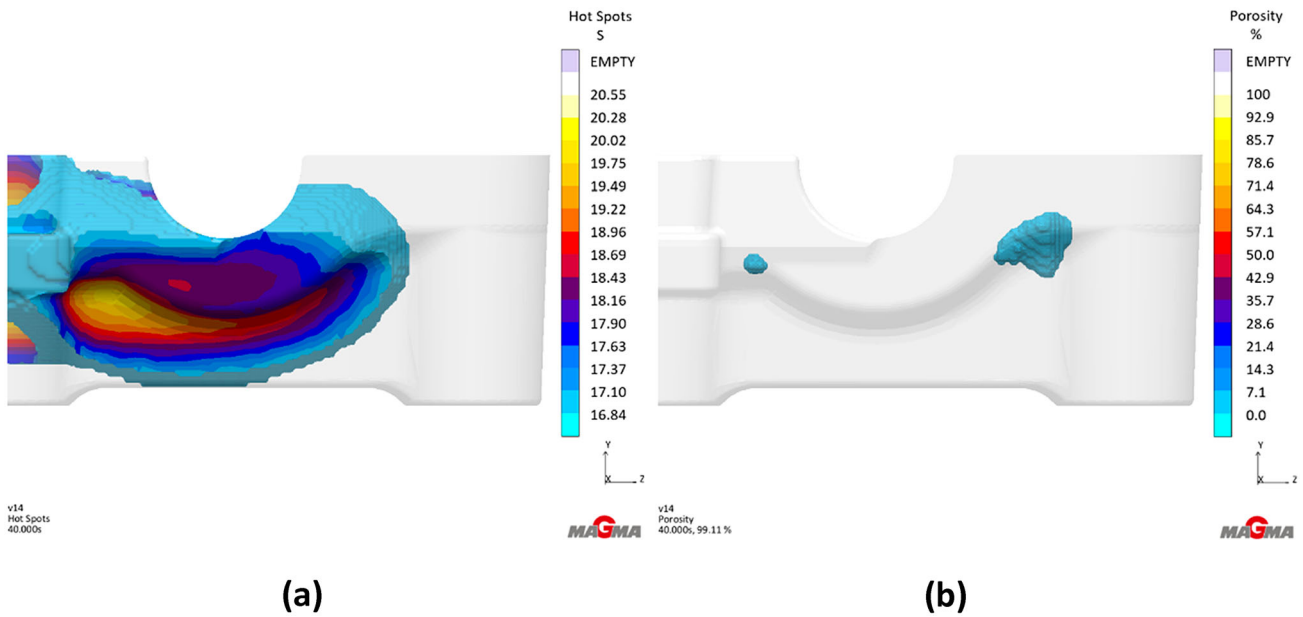 Hot Spots
S
EMPTY
20.55
20.28
20.02
19.75
19.49
19.22
18.96
18.69
18.43
18.16
17.90
17.63
17.37
17.10
16.84
Y
X Z
v14
Hot Spots
40.000s
MAGMA
(a)
Porosity
%
EMPTY
100
92.9
85.7
78.6
71.4
64.3
57.1
50.0
42.9
35.7
28.6
21.4
14.3
7.1
0.0
Y
X Z
v14
Porosity
40.000s, 99.11 %
MAGMA
(b)